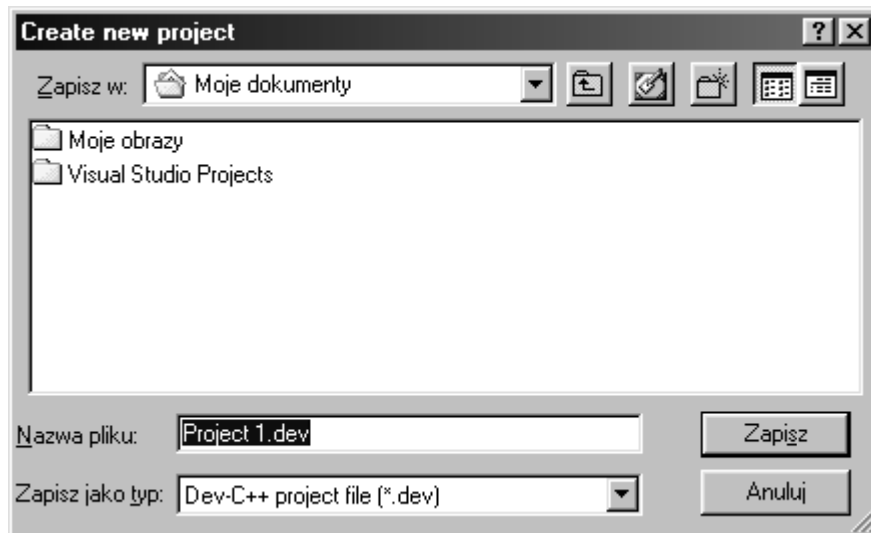 Create new project
Zapisz w: Moje dokumenty
Moje obrazy
Visual Studio Projects
Nazwa pliku: Project 1.dev Zapisz
Zapisz jako typ: Dev-C++ project file (*.dev) Anuluj